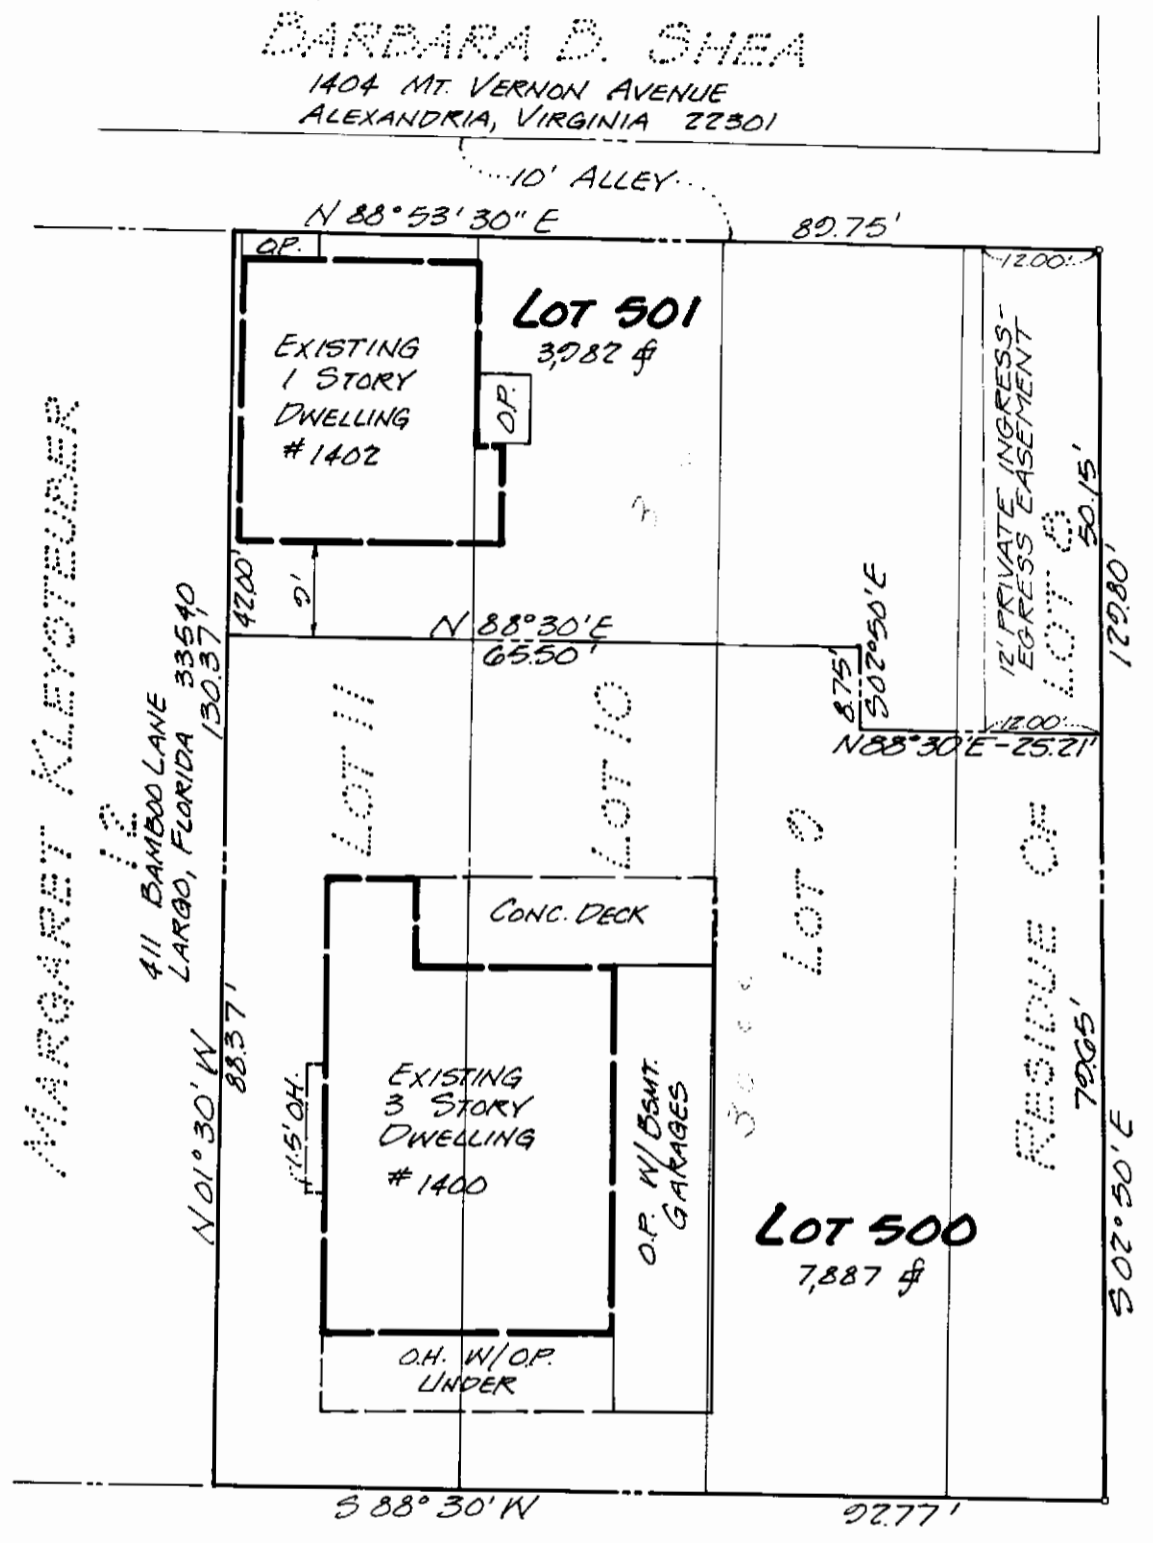 BARBARA B. SHEA
1404 MT. VERNON AVENUE
ALEXANDRIA, VIRGINIA 22301
10' ALLEY
N 88°53'30" E
89.75'
O.P.
12.00'
LOT 501
3,982
EXISTING
1 STORY
DWELLING
#1402
O.P.
12' PRIVATE INGRESS-
EGRESS EASEMENT
LOT 8
50.15'
129.80'
42.00'
9'
N 88°30'E
65.50'
8.75'
S02°50'E
12.00'
N88°30'E-25.21'
MARGARET KLEYSTEUBER
12
411 BAMBOO LANE
LARGO, FLORIDA 33540
130.37'
LOT 11
LOT 10
LOT 9
RESIDUE OF
CONC. DECK
88.37'
N 01°30' W
79.65'
S 02°50' E
1.5' O.H.
EXISTING
3 STORY
DWELLING
#1400
O.P. W/ BSMT.
GARAGES
LOT 500
7,887
O.H. W/ O.P.
UNDER
S 88°30' W
92.77'